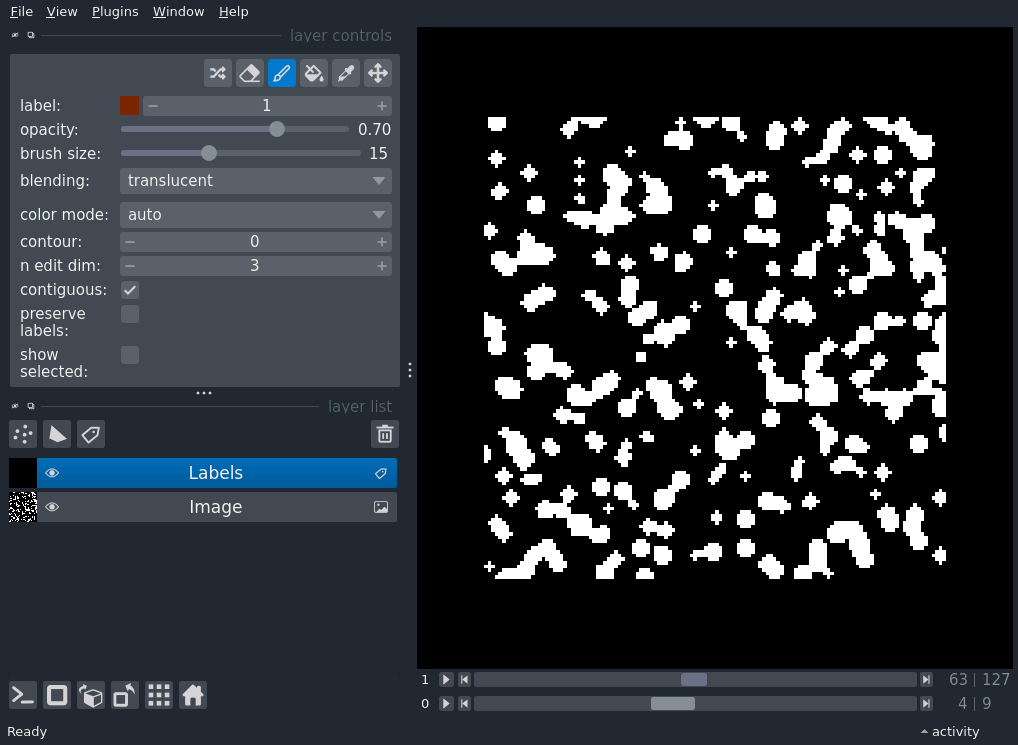 File View Plugins Window Help
layer controls
label: 1
opacity: 0.70
brush size: 15
blending: translucent
color mode: auto
contour: 0
n edit dim: 3
contiguous:
preserve
labels:
show
selected:
layer list
Labels
Image
1 63 | 127
0 4 | 9
Ready activity